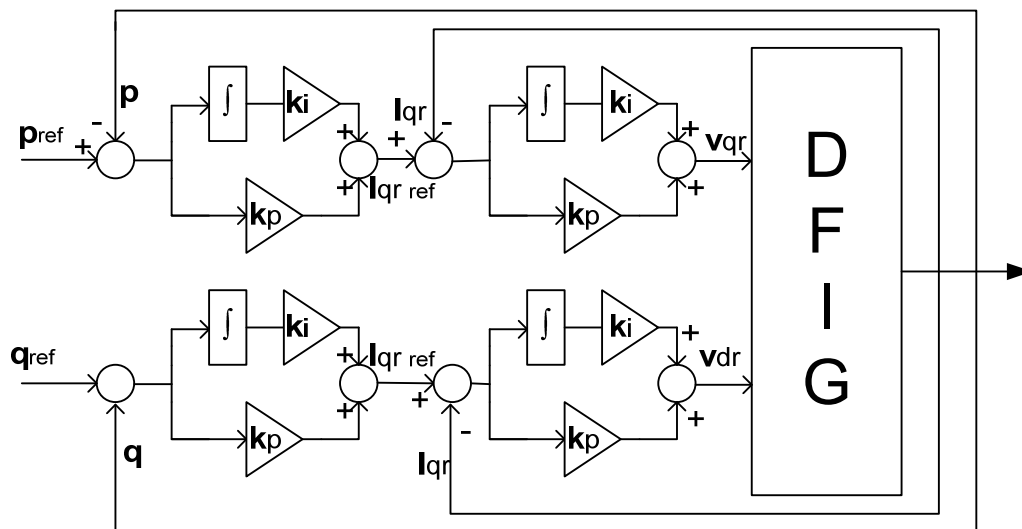 p
-
pref
+
∫
ki
+
+
kp
Iqr ref
+
Iqr
-
∫
ki
+
+
kp
vqr
D
F
I
G
qref
q
∫
ki
+
+
kp
Iqr ref
+
-
Iqr
∫
ki
+
+
kp
vdr